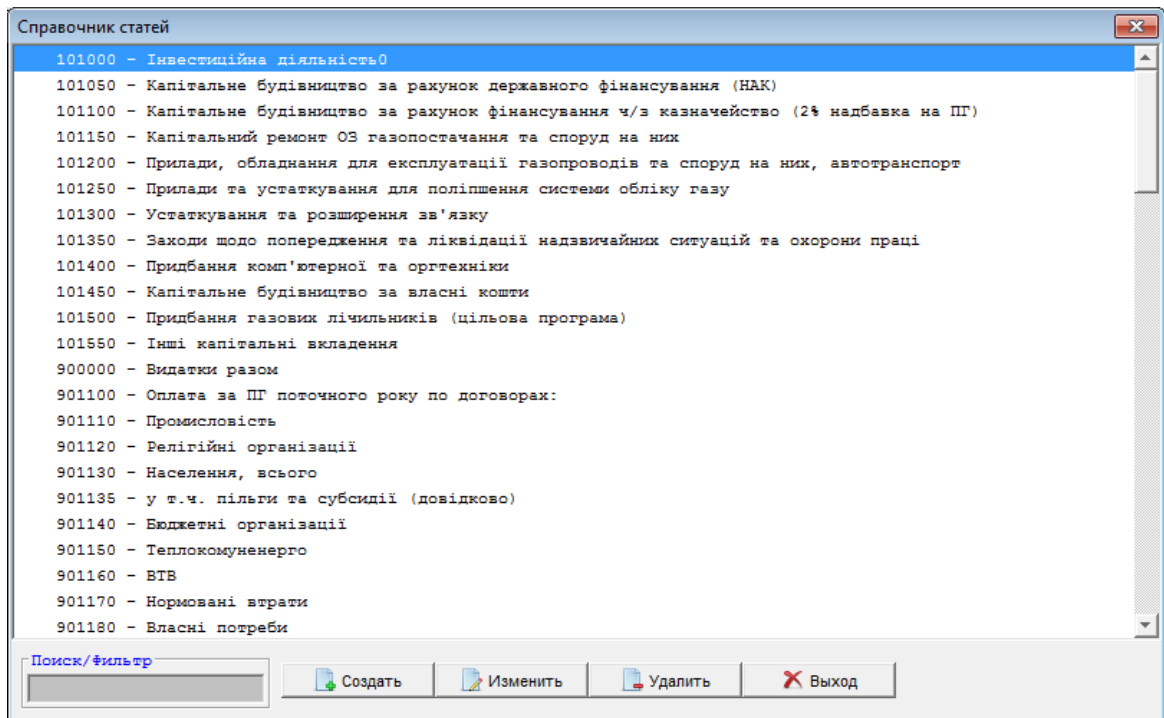 Справочник статей
101000 - Інвестиційна діяльність0
101050 - Капітальне будівництво за рахунок державного фінансування (НАК)
101100 - Капітальне будівництво за рахунок фінансування ч/з казначейство (2% надбавка на ПГ)
101150 - Капітальний ремонт ОЗ газопостачання та споруд на них
101200 - Прилади, обладнання для експлуатації газопроводів та споруд на них, автотранспорт
101250 - Прилади та устаткування для поліпшення системи обліку газу
101300 - Устаткування та розширення зв'язку
101350 - Заходи щодо попередження та ліквідації надзвичайних ситуацій та охорони праці
101400 - Придбання комп'ютерної та оргтехніки
101450 - Капітальне будівництво за власні кошти
101500 - Придбання газових лічильників (цільова програма)
101550 - Інші капітальні вкладення
900000 - Видатки разом
901100 - Оплата за ПГ поточного року по договорах:
901110 - Промисловість
901120 - Релігійні організації
901130 - Населення, всього
901135 - у т.ч. пільги та субсидії (довідково)
901140 - Бюджетні організації
901150 - Теплокомуненерго
901160 - ВТВ
901170 - Нормовані втрати
901180 - Власні потреби
Поиск/Фильтр
Создать Изменить Удалить Выход